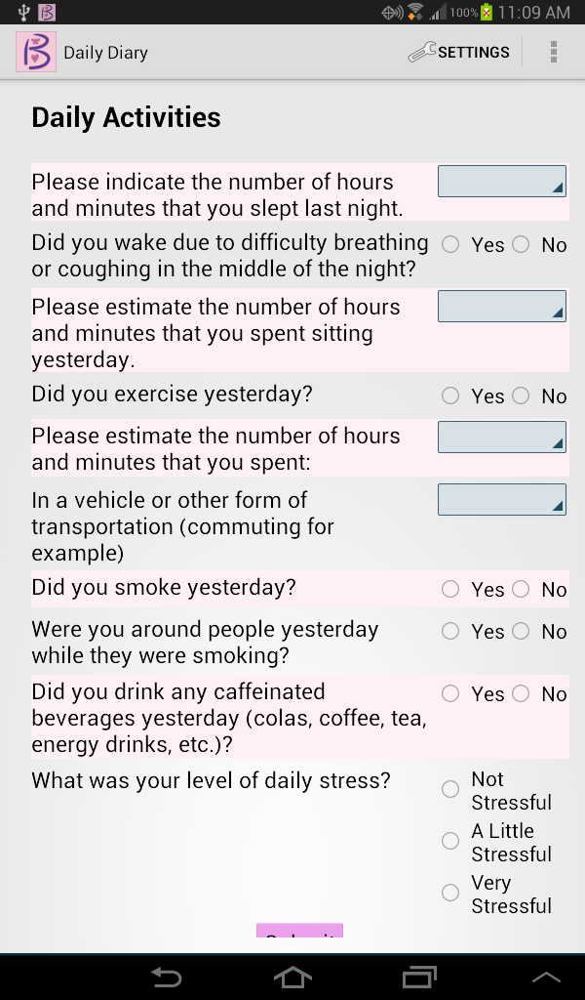 100% 11:09 AM
B Daily Diary SETTINGS
Daily Activities
Please indicate the number of hours
and minutes that you slept last night.
Did you wake due to difficulty breathing
or coughing in the middle of the night?
Yes No
Please estimate the number of hours
and minutes that you spent sitting
yesterday.
Did you exercise yesterday? Yes No
Please estimate the number of hours
and minutes that you spent:
In a vehicle or other form of
transportation (commuting for
example)
Did you smoke yesterday? Yes No
Were you around people yesterday
while they were smoking?
Yes No
Did you drink any caffeinated
beverages yesterday (colas, coffee, tea,
energy drinks, etc.)?
Yes No
What was your level of daily stress?
Not
Stressful
A Little
Stressful
Very
Stressful